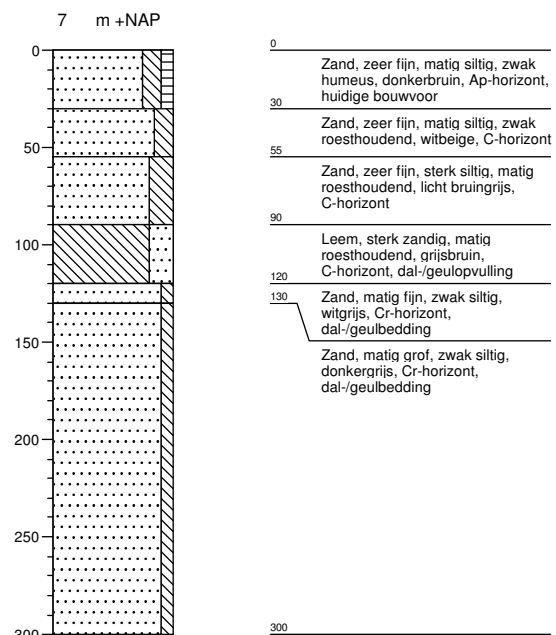 7 m +NAP
0
50
100
150
200
250
300
0
Zand, zeer fijn, matig siltig, zwak
humeus, donkerbruin, Ap-horizont,
huidige bouwvoor
30
Zand, zeer fijn, matig siltig, zwak
roesthoudend, witbeige, C-horizont
55
Zand, zeer fijn, sterk siltig, matig
roesthoudend, licht bruingrijs,
C-horizont
90
Leem, sterk zandig, matig
roesthoudend, grijsbruin,
C-horizont, dal-/geulopvulling
120
130
Zand, matig fijn, zwak siltig,
witgrijs, Cr-horizont,
dal-/geulbedding
Zand, matig grof, zwak siltig,
donkergrijs, Cr-horizont,
dal-/geulbedding
300